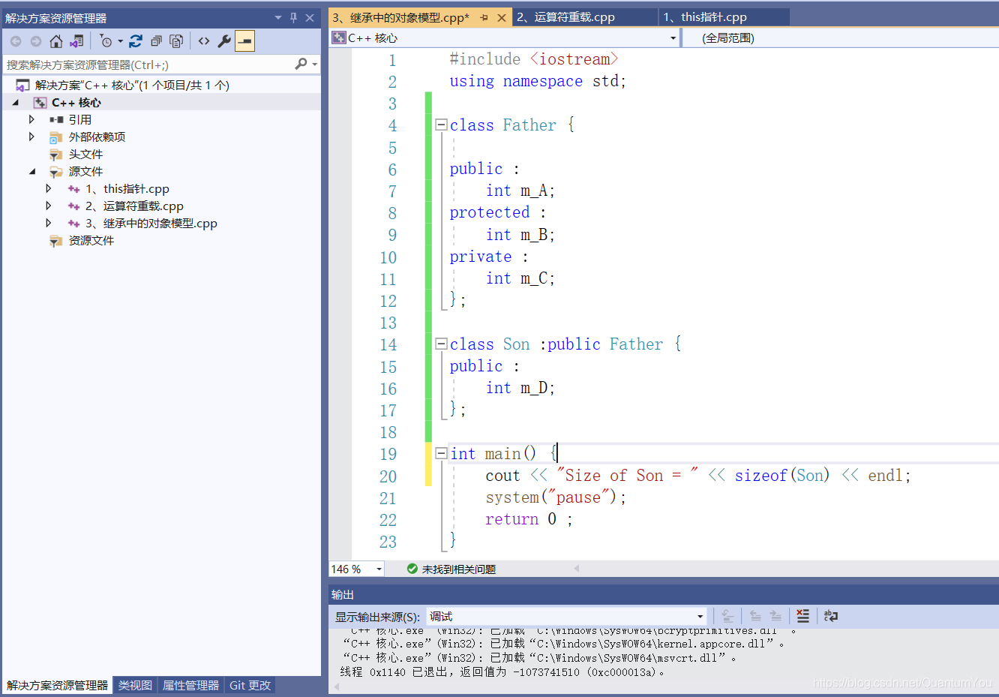 解决方案资源管理器
搜索解决方案资源管理器(Ctrl+;)
解决方案“C++ 核心”(1 个项目/共 1 个)
C++ 核心
引用
外部依赖项
头文件
源文件
1、this指针.cpp
2、运算符重载.cpp
3、继承中的对象模型.cpp
资源文件
解决方案资源管理器 类视图 属性管理器 Git 更改
3、继承中的对象模型.cpp* 2、运算符重载.cpp 1、this指针.cpp
C++ 核心 (全局范围)
1 #include <iostream>
2 using namespace std;
3
4 class Father {
5
6 public :
7 int m_A;
8 protected :
9 int m_B;
10 private :
11 int m_C;
12 };
13
14 class Son :public Father {
15 public :
16 int m_D;
17 };
18
19 int main() {
20 cout << "Size of Son = " << sizeof(Son) << endl;
21 system("pause");
22 return 0 ;
23 }
146 % 未找到相关问题
输出
显示输出来源(S): 调试
“C++ 核心.exe”(Win32): 已加载“C:\Windows\SysWOW64\bcryptprimitives.dll”。
“C++ 核心.exe”(Win32): 已加载“C:\Windows\SysWOW64\kernel.appcore.dll”。
“C++ 核心.exe”(Win32): 已加载“C:\Windows\SysWOW64\msvcrt.dll”。
线程 0x1140 已退出，返回值为 -1073741510 (0xc000013a)。
https://blog.csdn.net/QuantumYou